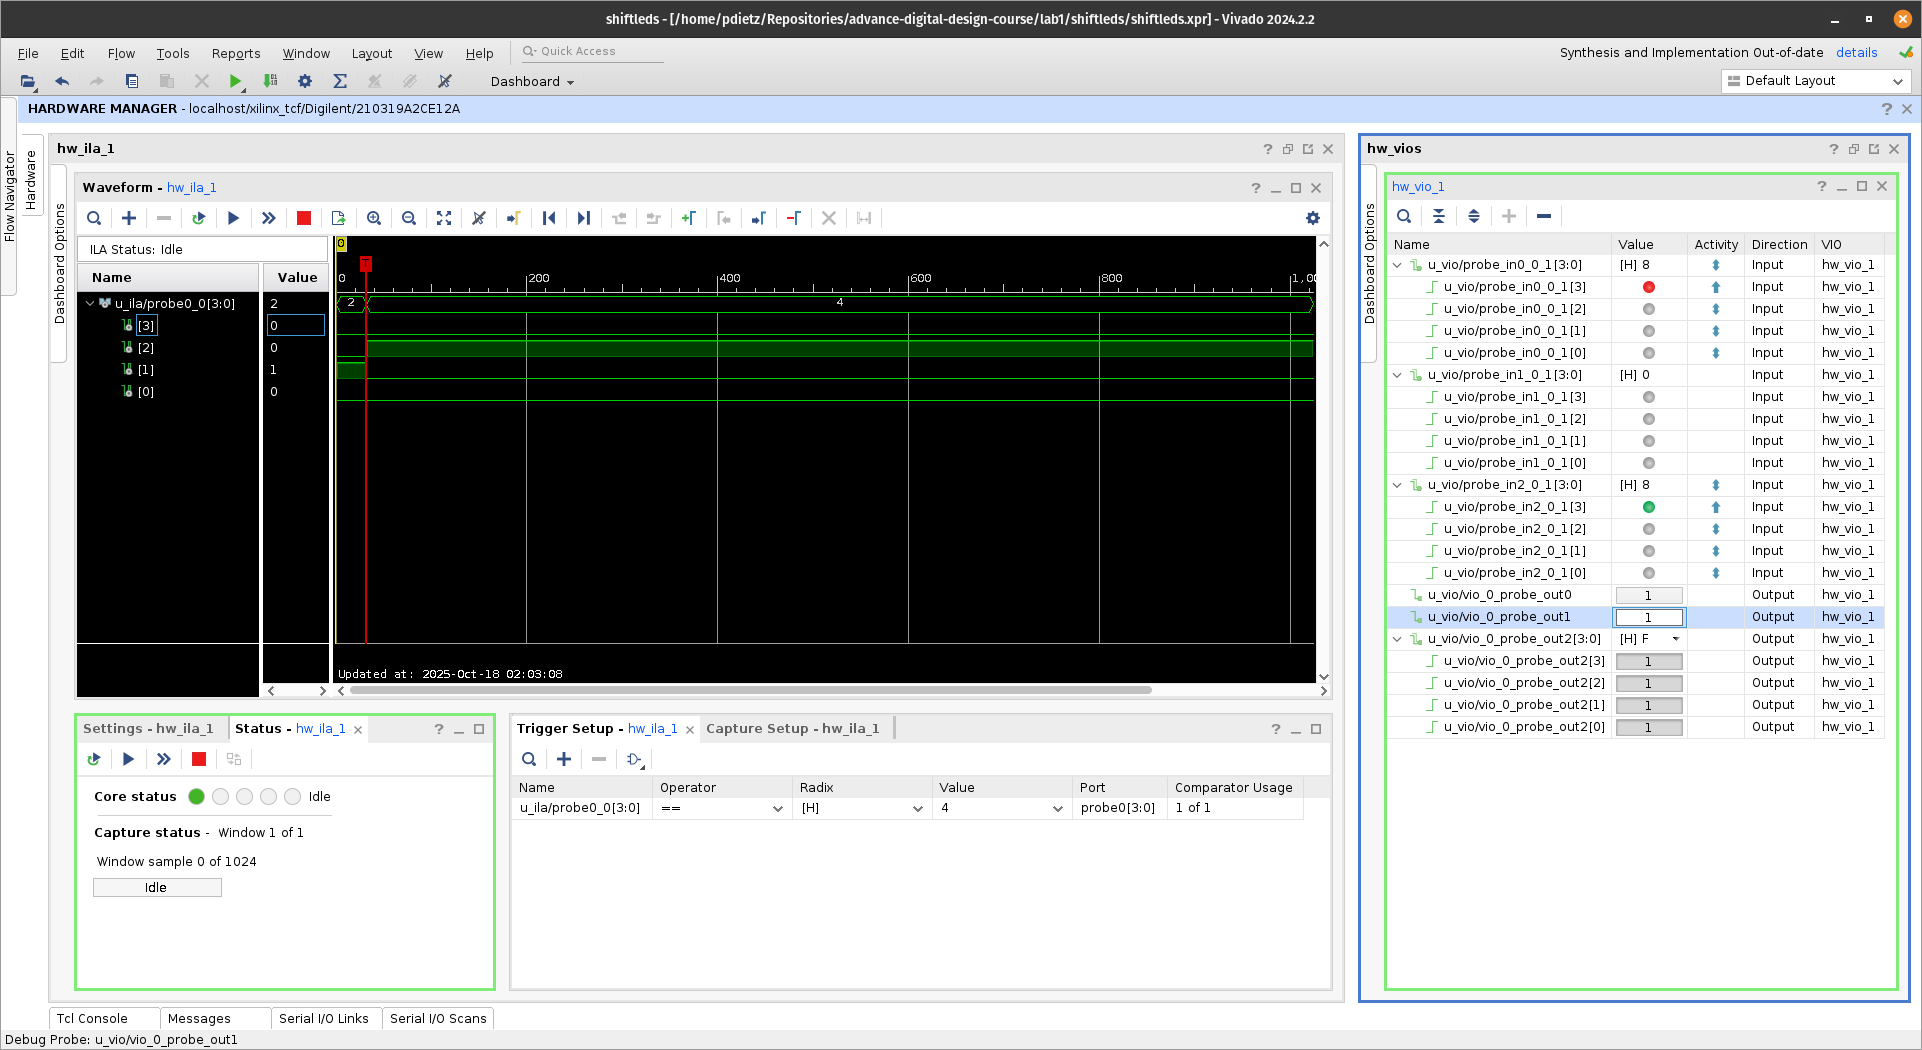 shiftleds - [/home/pdietz/Repositories/advance-digital-design-course/lab1/shiftleds/shiftleds.xpr] - Vivado 2024.2.2
File Edit Flow Tools Reports Window Layout View Help Quick Access
Synthesis and Implementation Out-of-date details
Dashboard
Default Layout
HARDWARE MANAGER - localhost/xilinx_tcf/Digilent/210319A2CE12A
Flow Navigator
Hardware
hw_ila_1
Dashboard Options
Waveform - hw_ila_1
ILA Status: Idle
Name Value
u_ila/probe0_0[3:0] 2
[3] 0
[2] 0
[1] 1
[0] 0
0
T
0 200 400 600 800 1,00
2 4
Updated at: 2025-Oct-18 02:03:08
Settings - hw_ila_1 Status - hw_ila_1
Core status Idle
Capture status - Window 1 of 1
Window sample 0 of 1024
Idle
Trigger Setup - hw_ila_1 Capture Setup - hw_ila_1
Name Operator Radix Value Port Comparator Usage
u_ila/probe0_0[3:0] == [H] 4 probe0[3:0] 1 of 1
hw_vios
Dashboard Options
hw_vio_1
Name Value Activity Direction VIO
u_vio/probe_in0_0_1[3:0] [H] 8 Input hw_vio_1
u_vio/probe_in0_0_1[3] Input hw_vio_1
u_vio/probe_in0_0_1[2] Input hw_vio_1
u_vio/probe_in0_0_1[1] Input hw_vio_1
u_vio/probe_in0_0_1[0] Input hw_vio_1
u_vio/probe_in1_0_1[3:0] [H] 0 Input hw_vio_1
u_vio/probe_in1_0_1[3] Input hw_vio_1
u_vio/probe_in1_0_1[2] Input hw_vio_1
u_vio/probe_in1_0_1[1] Input hw_vio_1
u_vio/probe_in1_0_1[0] Input hw_vio_1
u_vio/probe_in2_0_1[3:0] [H] 8 Input hw_vio_1
u_vio/probe_in2_0_1[3] Input hw_vio_1
u_vio/probe_in2_0_1[2] Input hw_vio_1
u_vio/probe_in2_0_1[1] Input hw_vio_1
u_vio/probe_in2_0_1[0] Input hw_vio_1
u_vio/vio_0_probe_out0 1 Output hw_vio_1
u_vio/vio_0_probe_out1 1 Output hw_vio_1
u_vio/vio_0_probe_out2[3:0] [H] F Output hw_vio_1
u_vio/vio_0_probe_out2[3] 1 Output hw_vio_1
u_vio/vio_0_probe_out2[2] 1 Output hw_vio_1
u_vio/vio_0_probe_out2[1] 1 Output hw_vio_1
u_vio/vio_0_probe_out2[0] 1 Output hw_vio_1
Tcl Console Messages Serial I/O Links Serial I/O Scans
Debug Probe: u_vio/vio_0_probe_out1